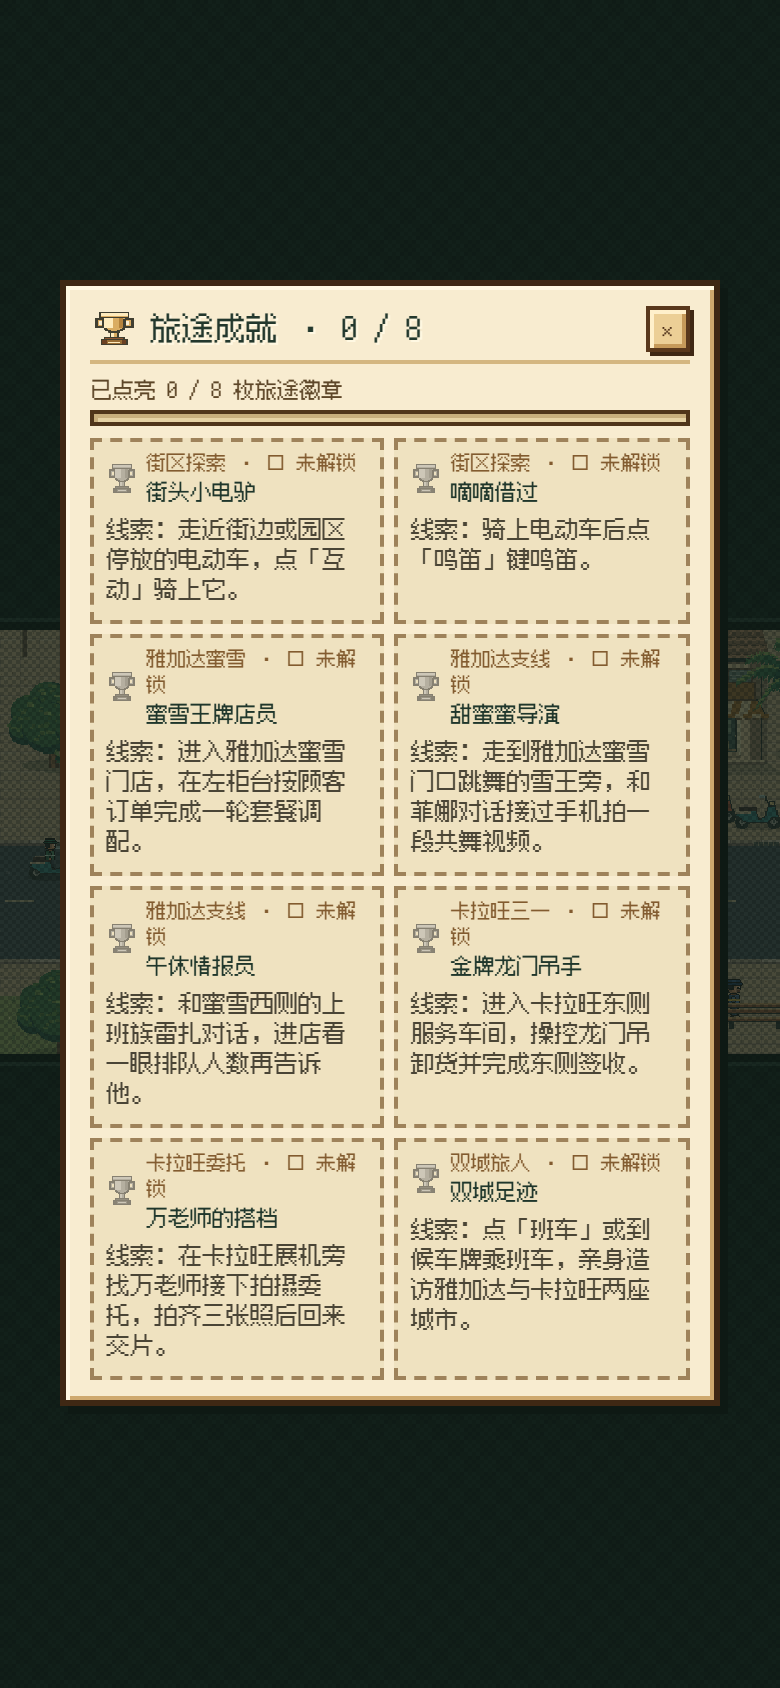 旅途成就 · 0 / 8
×
已点亮 0 / 8 枚旅途徽章
街区探索 · □ 未解锁
街头小电驴
线索：走近街边或园区
停放的电动车，点「互
动」骑上它。
街区探索 · □ 未解锁
嘀嘀借过
线索：骑上电动车后点
「鸣笛」键鸣笛。
雅加达蜜雪 · □ 未解
锁
蜜雪王牌店员
线索：进入雅加达蜜雪
门店，在左柜台按顾客
订单完成一轮套餐调
配。
雅加达支线 · □ 未解
锁
甜蜜蜜导演
线索：走到雅加达蜜雪
门口跳舞的雪王旁，和
菲娜对话接过手机拍一
段共舞视频。
雅加达支线 · □ 未解
锁
午休情报员
线索：和蜜雪西侧的上
班族雷扎对话，进店看
一眼排队人数再告诉
他。
卡拉旺三一 · □ 未解
锁
金牌龙门吊手
线索：进入卡拉旺东侧
服务车间，操控龙门吊
卸货并完成东侧签收。
卡拉旺委托 · □ 未解
锁
万老师的搭档
线索：在卡拉旺展机旁
找万老师接下拍摄委
托，拍齐三张照后回来
交片。
双城旅人 · □ 未解锁
双城足迹
线索：点「班车」或到
候车牌乘班车，亲身造
访雅加达与卡拉旺两座
城市。